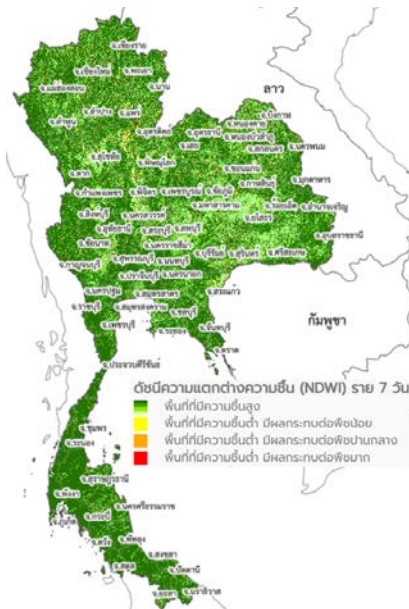 จ.เชียงราย
จ.เชียงใหม่
จ.พะเยา
จ.แม่ฮ่องสอน
จ.น่าน
จ.ลำปาง
จ.แพร่
จ.ลำพูน
จ.อุตรดิตถ์
ลาว
จ.บึงกาฬ
จ.หนองคาย
จ.อุดรธานี
จ.หนองบัวลำภู
จ.เลย
จ.สกลนคร
จ.นครพนม
จ.สุโขทัย
จ.พิษณุโลก
จ.ตาก
จ.ขอนแก่น
จ.กาฬสินธุ์
จ.มุกดาหาร
จ.กำแพงเพชร
จ.พิจิตร
จ.เพชรบูรณ์
จ.ชัยภูมิ
จ.มหาสารคาม
จ.ร้อยเอ็ด
จ.อำนาจเจริญ
จ.ยโสธร
จ.สิงห์บุรี
จ.นครสวรรค์
จ.อุทัยธานี
จ.สระบุรี
จ.ลพบุรี
จ.อุบลราชธานี
จ.ชัยนาท
จ.นครราชสีมา
จ.บุรีรัมย์
จ.สุรินทร์
จ.ศรีสะเกษ
จ.กาญจนบุรี
จ.สุพรรณบุรี
จ.นนทบุรี
จ.ปราจีนบุรี
จ.นครนายก
จ.นครปฐม
จ.สมุทรสาคร
จ.สระแก้ว
จ.ราชบุรี
จ.สมุทรสงคราม
จ.ชลบุรี
จ.เพชรบุรี
จ.ระยอง
จ.จันทบุรี
จ.ตราด
กัมพูชา
จ.ประจวบคีรีขันธ์
ดัชนีความแตกต่างความชื้น (NDWI) ราย 7 วัน
พื้นที่ที่มีความชื้นสูง
พื้นที่ที่มีความชื้นต่ำ มีผลกระทบต่อพืชน้อย
พื้นที่ที่มีความชื้นต่ำ มีผลกระทบต่อพืชปานกลาง
พื้นที่ที่มีความชื้นต่ำ มีผลกระทบต่อพืชมาก
จ.ชุมพร
จ.ระนอง
จ.สุราษฎร์ธานี
จ.พังงา
จ.นครศรีธรรมราช
จ.ภูเก็ต
จ.กระบี่
จ.ตรัง
จ.พัทลุง
จ.สงขลา
จ.สตูล
จ.ปัตตานี
จ.ยะลา
จ.นราธิวาส